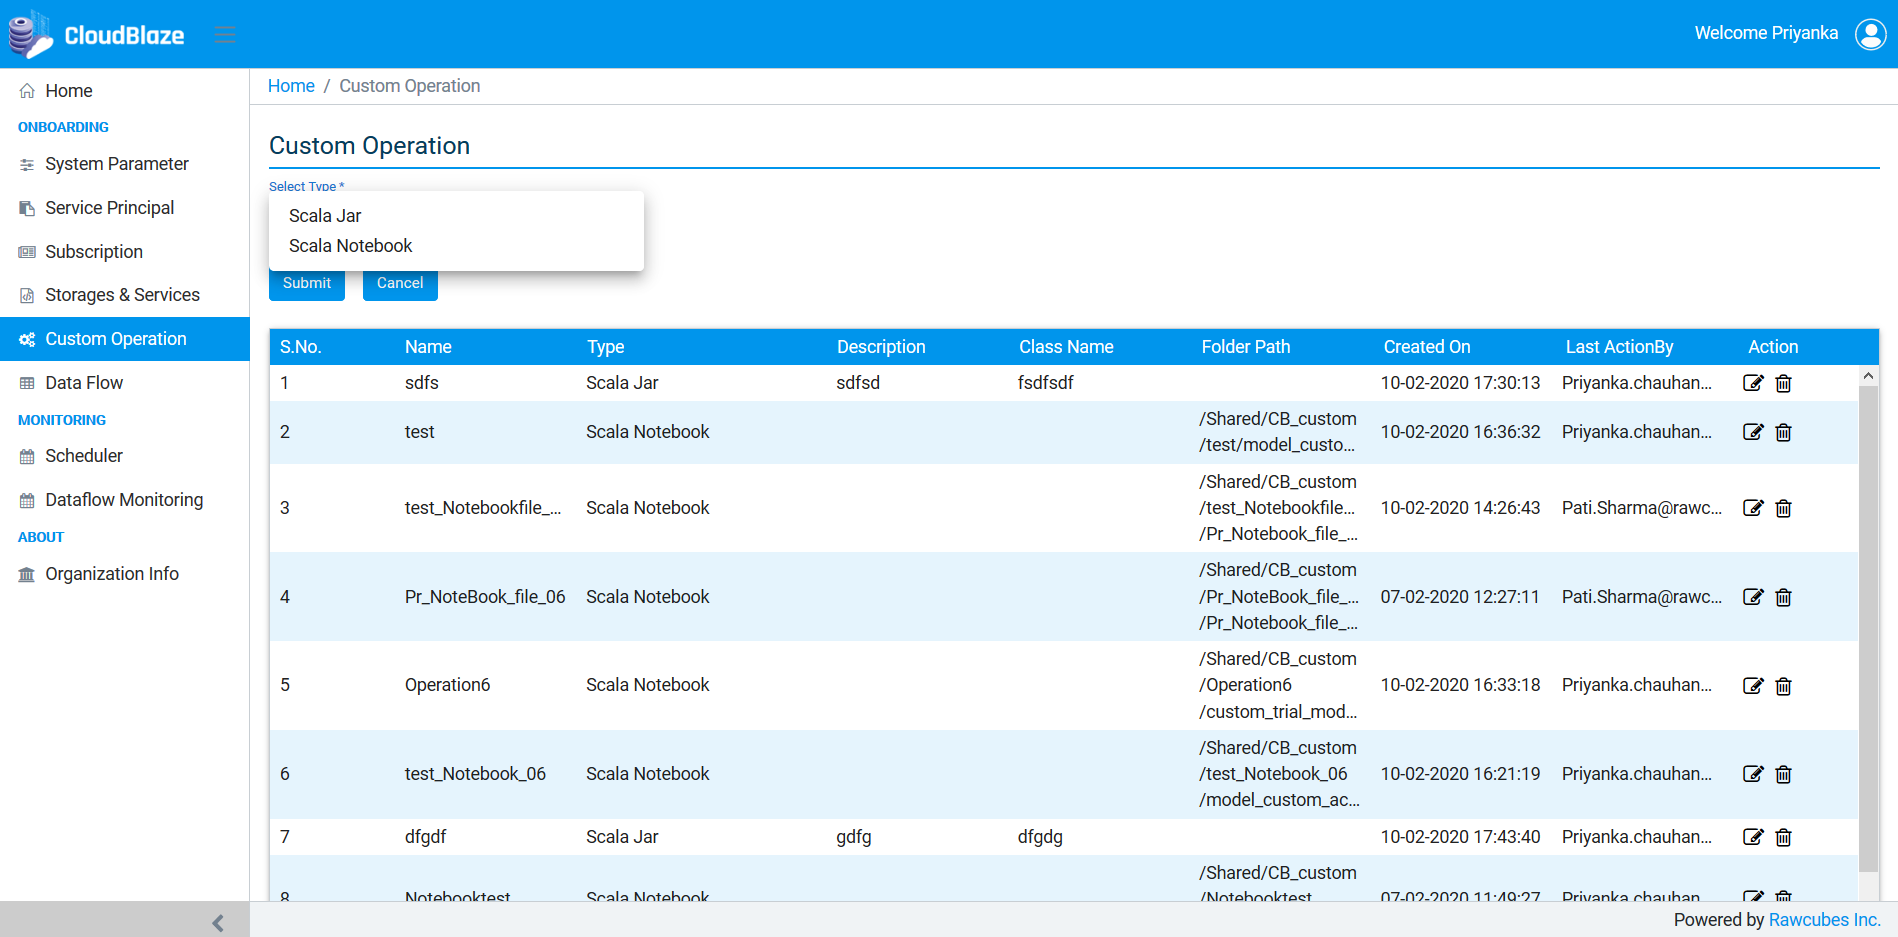 CloudBlaze
Welcome Priyanka
Home
ONBOARDING
System Parameter
Service Principal
Subscription
Storages & Services
Custom Operation
Data Flow
MONITORING
Scheduler
Dataflow Monitoring
ABOUT
Organization Info
Home / Custom Operation
Custom Operation
Select Type *
Scala Jar
Scala Notebook
Submit Cancel
S.No. Name Type Description Class Name Folder Path Created On Last ActionBy Action
1 sdfs Scala Jar sdfsd fsdfsdf 10-02-2020 17:30:13 Priyanka.chauhan...
/Shared/CB_custom
2 test Scala Notebook /test/model_custo... 10-02-2020 16:36:32 Priyanka.chauhan...
/Shared/CB_custom
3 test_Notebookfile_... Scala Notebook /test_Notebookfile... 10-02-2020 14:26:43 Pati.Sharma@rawc...
/Pr_Notebook_file_...
/Shared/CB_custom
4 Pr_NoteBook_file_06 Scala Notebook /Pr_NoteBook_file_... 07-02-2020 12:27:11 Pati.Sharma@rawc...
/Pr_Notebook_file_...
/Shared/CB_custom
5 Operation6 Scala Notebook /Operation6 10-02-2020 16:33:18 Priyanka.chauhan...
/custom_trial_mod...
/Shared/CB_custom
6 test_Notebook_06 Scala Notebook /test_Notebook_06 10-02-2020 16:21:19 Priyanka.chauhan...
/model_custom_ac...
7 dfgdf Scala Jar gdfg dfgdg 10-02-2020 17:43:40 Priyanka.chauhan...
/Shared/CB_custom
8 Notebooktest Scala Notebook /Notebooktest 07-02-2020 11:49:27 Priyanka.chauhan...
Powered by Rawcubes Inc.